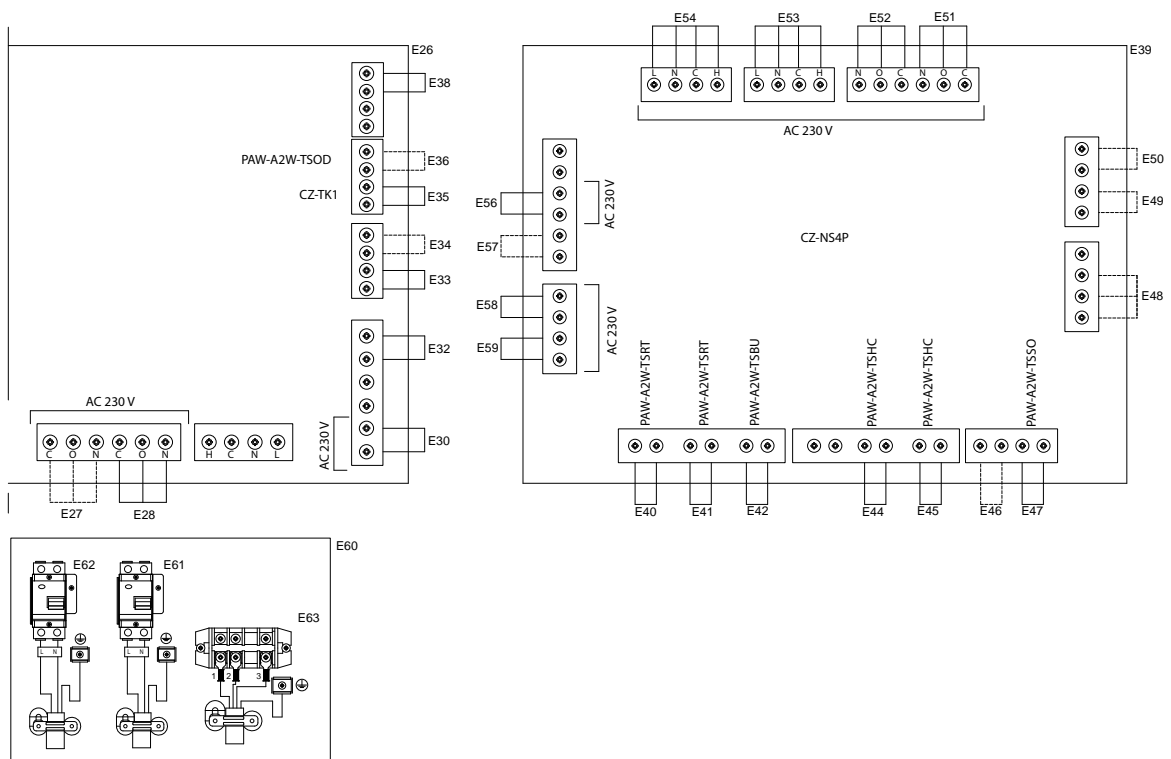 E54
E53
E52
E51
E26
E39
L N C H
L N C H
N O C N O C
E38
AC 230 V
PAW-A2W-TSOD
E36
CZ-TK1
E35
E50
E49
E34
E33
E56
AC 230 V
E57
CZ-NS4P
E58
AC 230 V
E59
E48
E32
PAW-A2W-TSRT
PAW-A2W-TSRT
PAW-A2W-TSBU
PAW-A2W-TSHC
PAW-A2W-TSHC
PAW-A2W-TSSO
AC 230 V
AC 230 V
E30
C O N C O N
H C N L
E27
E28
E40
E41
E42
E44
E45
E46
E47
E60
E62
E61
E63
L N
L N
1 2 3